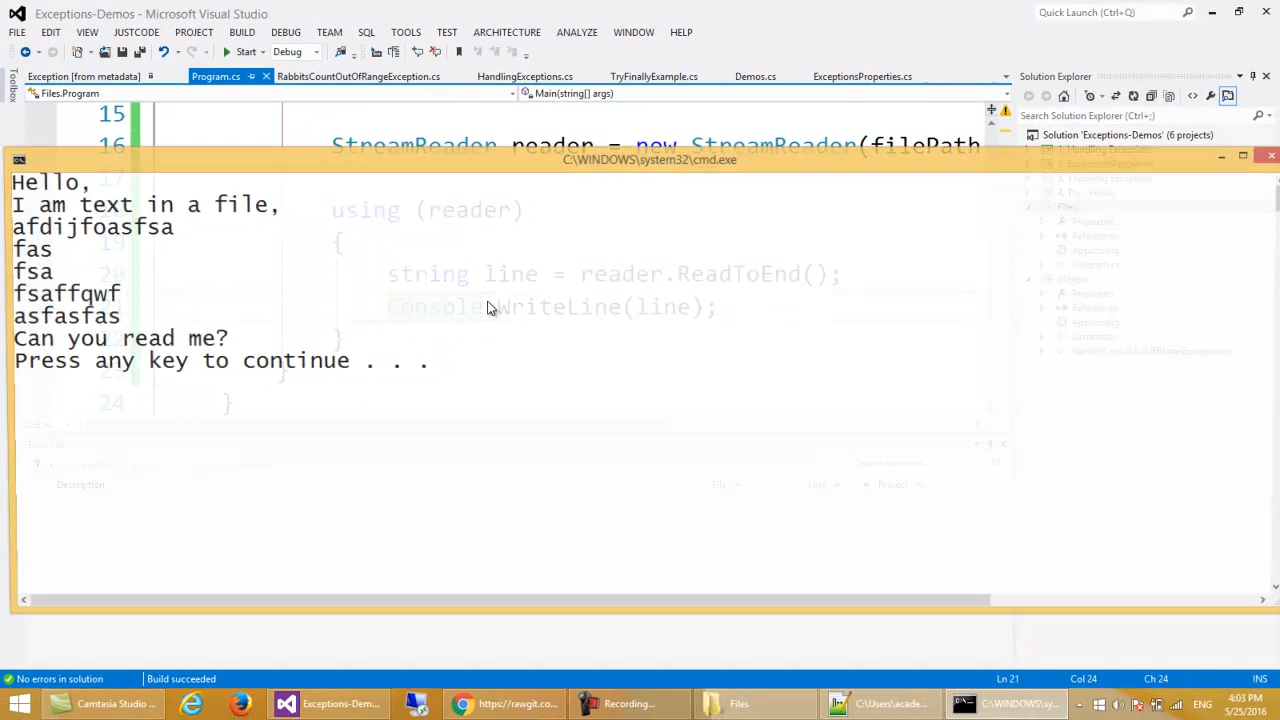 Exceptions-Demos - Microsoft Visual Studio
Quick Launch (Ctrl+Q)
FILE EDIT VIEW JUSTCODE PROJECT BUILD DEBUG TEAM SQL TOOLS TEST ARCHITECTURE ANALYZE WINDOW HELP
Start Debug
Toolbox
Exception [from metadata] Program.cs RabbitsCountOutOfRangeException.cs HandlingExceptions.cs TryFinallyExample.cs Demos.cs ExceptionsProperties.cs
Solution Explorer
Files.Program
Main(string[] args)
Search Solution Explorer (Ctrl+;)
Solution 'Exceptions-Demos' (6 projects)
15
16 StreamReader reader = new StreamReader(filePath
C:\WINDOWS\system32\cmd.exe
Hello,
I am text in a file,
afdijfoasfsa
fas
fsa
fsaffqwf
asfasfas
Can you read me?
Press any key to continue . . .
using (reader)
{
string line = reader.ReadToEnd();
Console.WriteLine(line);
}
}
24 }
Error List
Description
File
Line
Project
No errors in solution
Build succeeded
Ln 21
Col 24
Ch 24
INS
Camtasia Studio ...
Exceptions-Dem...
https://rawgit.co...
Recording...
Files
C:\Users\acade...
C:\WINDOWS\sy...
ENG
4:03 PM
5/25/2016